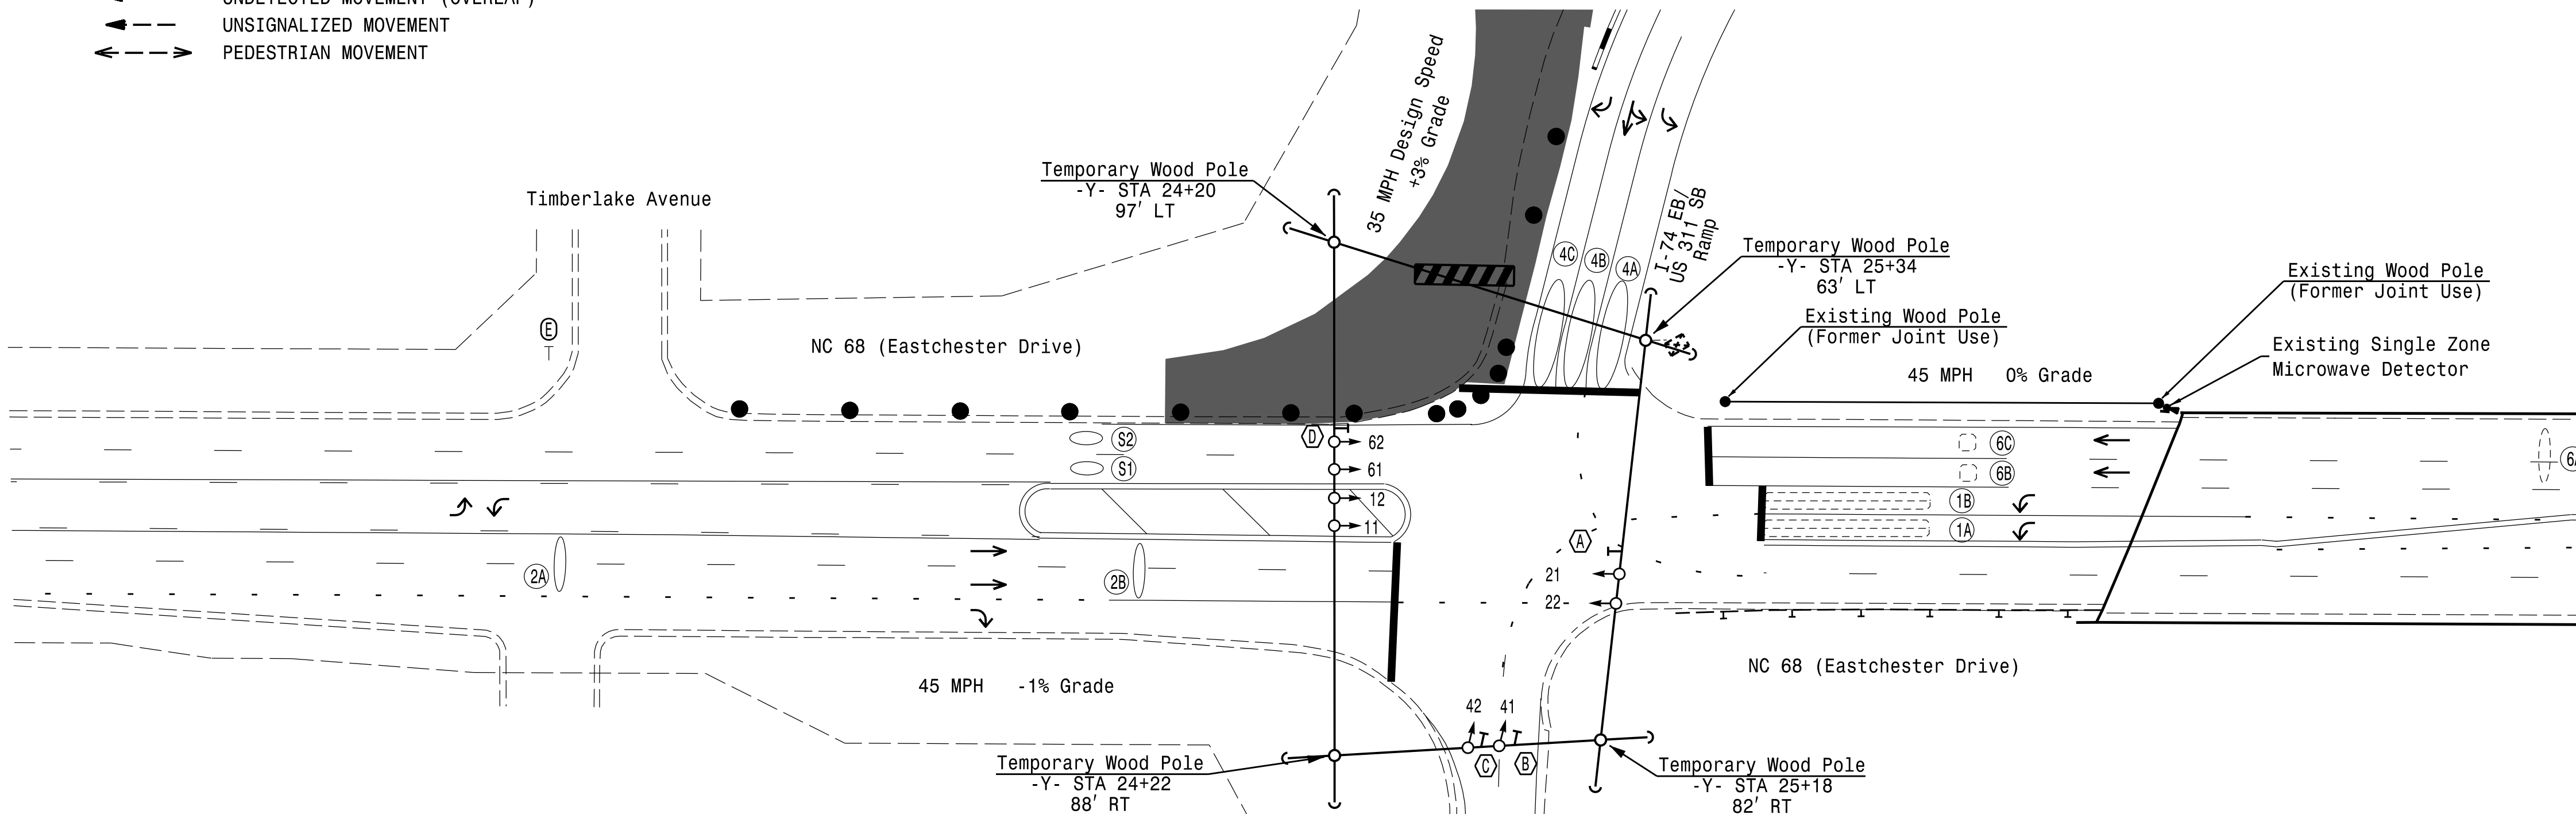 UNDETECTED MOVEMENT (OVERLAP)
UNSIGNALIZED MOVEMENT
PEDESTRIAN MOVEMENT
35 MPH Design Speed
+3% Grade
Temporary Wood Pole
-Y- STA 24+20
97' LT
Timberlake Avenue
I-74 EB/
US 311 SB
Ramp
4C
4B
4A
Temporary Wood Pole
-Y- STA 25+34
63' LT
Existing Wood Pole
(Former Joint Use)
Existing Wood Pole
(Former Joint Use)
Existing Single Zone
Microwave Detector
E
NC 68 (Eastchester Drive)
45 MPH 0% Grade
D
S2
S1
62
61
12
11
6C
6B
1B
1A
A
2A
2B
21
22
45 MPH -1% Grade
NC 68 (Eastchester Drive)
42
41
C
B
Temporary Wood Pole
-Y- STA 24+22
88' RT
Temporary Wood Pole
-Y- STA 25+18
82' RT